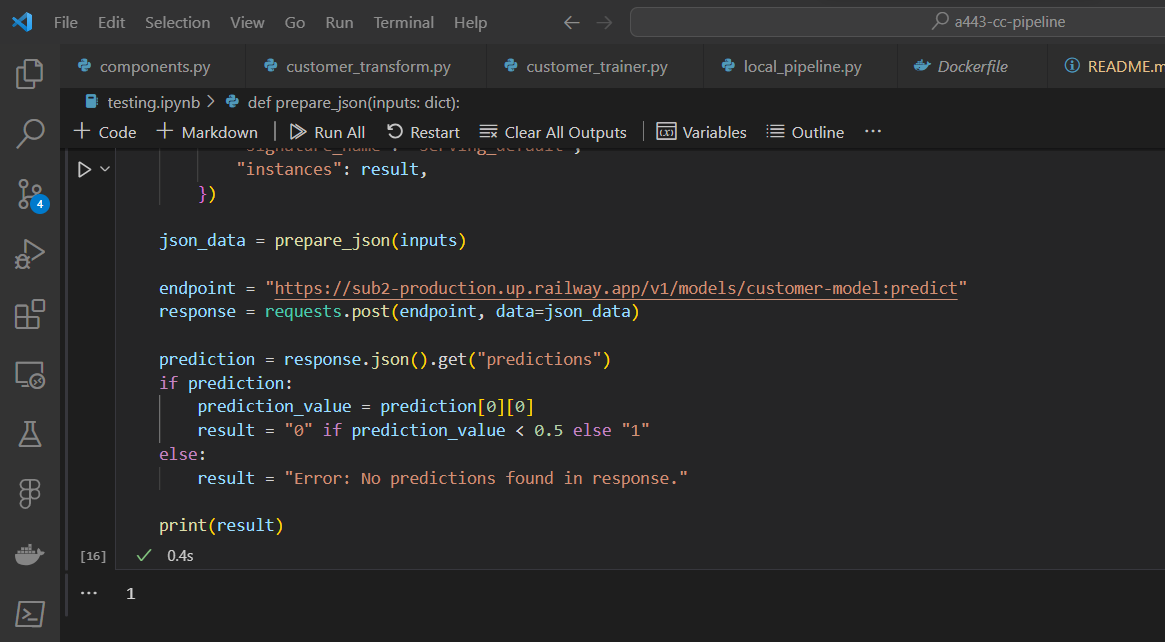 File Edit Selection View Go Run Terminal Help a443-cc-pipeline
components.py customer_transform.py customer_trainer.py local_pipeline.py Dockerfile README.m
testing.ipynb > def prepare_json(inputs: dict):
+ Code + Markdown | Run All Restart Clear All Outputs | Variables Outline ...
4
"signature_name": "serving_default",
"instances": result,
})
json_data = prepare_json(inputs)
endpoint = "https://sub2-production.up.railway.app/v1/models/customer-model:predict"
response = requests.post(endpoint, data=json_data)
prediction = response.json().get("predictions")
if prediction:
prediction_value = prediction[0][0]
result = "0" if prediction_value < 0.5 else "1"
else:
result = "Error: No predictions found in response."
print(result)
[16] 0.4s
... 1